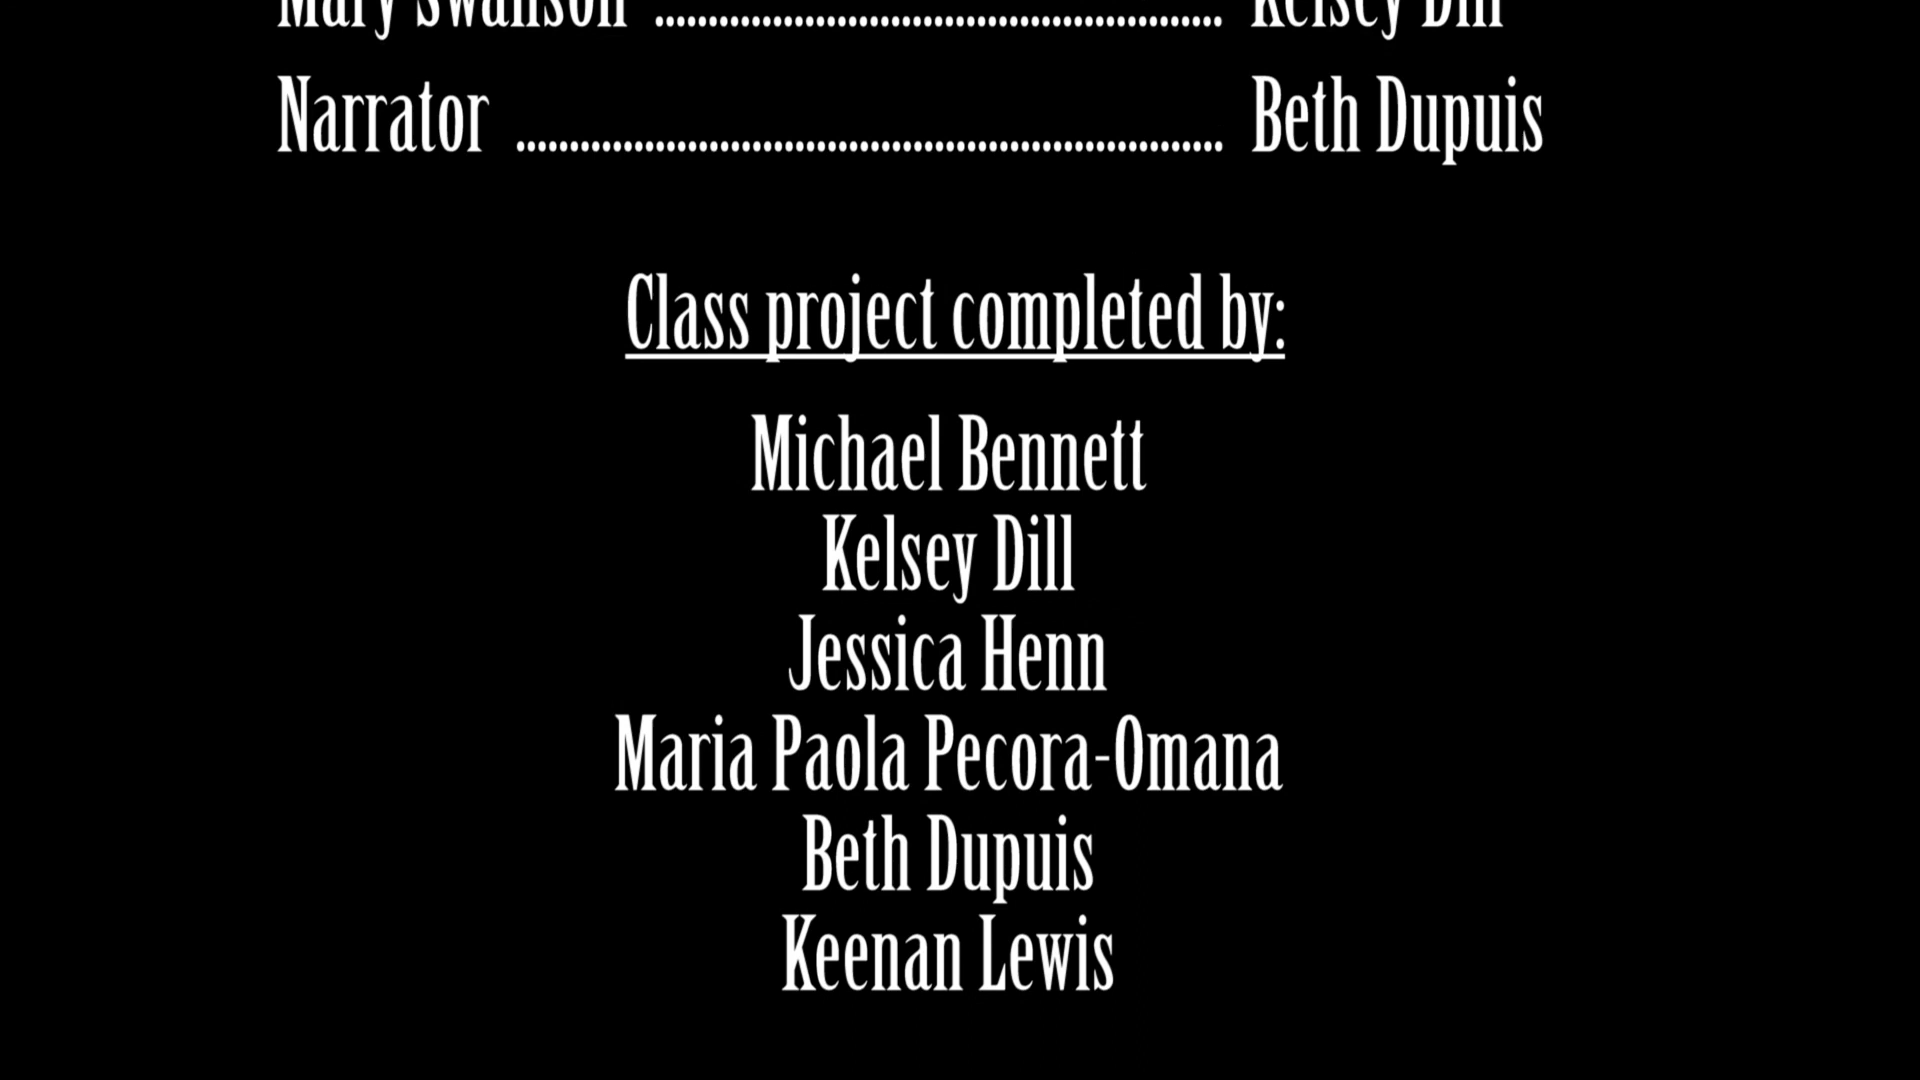 Mary Swanson ..................................................... Kelsey Dill
Narrator .................................................................. Beth Dupuis
Class project completed by:
Michael Bennett
Kelsey Dill
Jessica Henn
Maria Paola Pecora-Omana
Beth Dupuis
Keenan Lewis